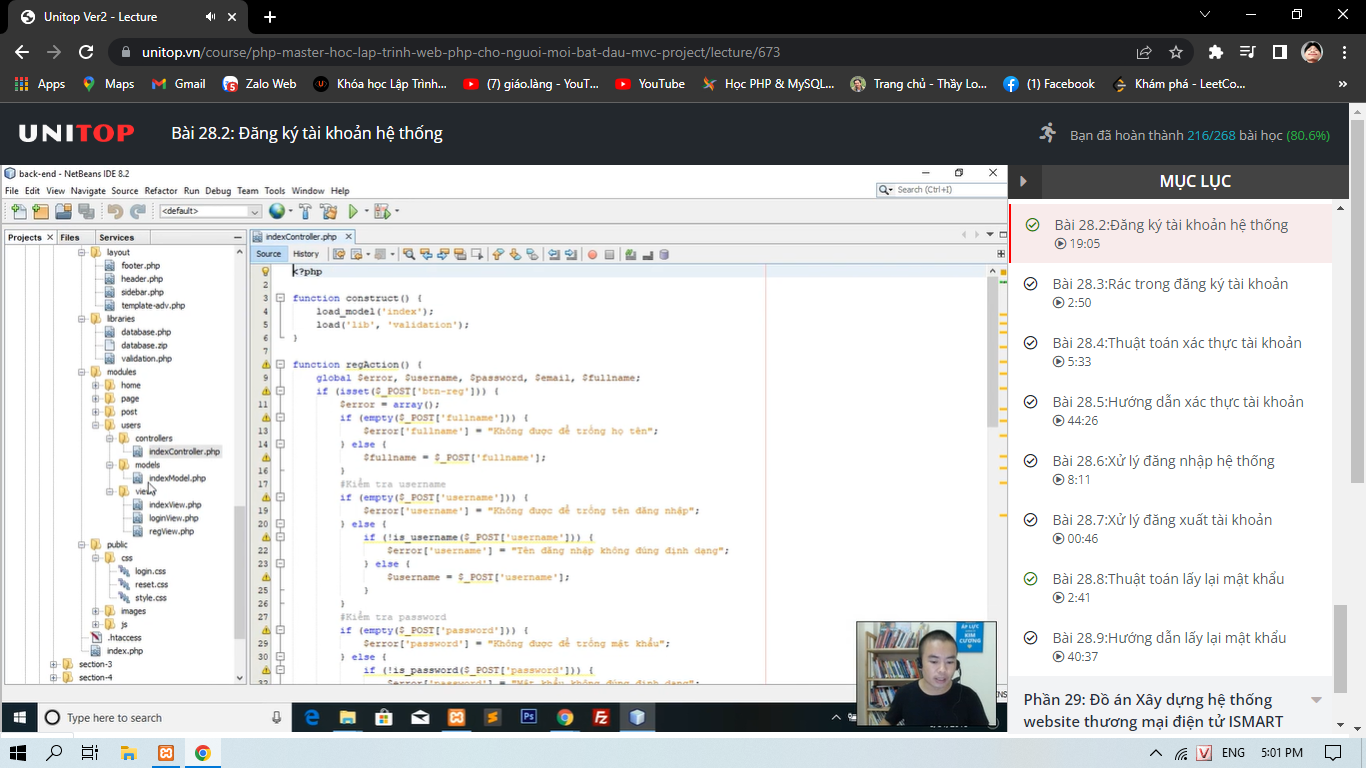 Unitop Ver2 - Lecture
unitop.vn/course/php-master-hoc-lap-trinh-web-php-cho-nguoi-moi-bat-dau-mvc-project/lecture/673
Apps Maps Gmail Zalo Web Khóa học Lập Trình... (7) giáo.làng - YouT... YouTube Học PHP & MySQL... Trang chủ - Thầy Lo... (1) Facebook Khám phá - LeetCo... »
UNITOP Bài 28.2: Đăng ký tài khoản hệ thống Bạn đã hoàn thành 216/268 bài học (80.6%)
back-end - NetBeans IDE 8.2
File Edit View Navigate Source Refactor Run Debug Team Tools Window Help
Search (Ctrl+I)
<default>
Projects Files Services
layout
footer.php
header.php
sidebar.php
template-adv.php
libraries
database.php
database.zip
validation.php
modules
home
page
post
users
controllers
indexController.php
models
indexModel.php
views
indexView.php
loginView.php
regView.php
public
css
login.css
reset.css
style.css
images
js
.htaccess
index.php
section-3
section-4
indexController.php
Source History
<?php
2
3 function construct() {
4 load_model('index');
5 load('lib', 'validation');
6 }
7
function regAction() {
9 global $error, $username, $password, $email, $fullname;
if (isset($_POST['btn-reg'])) {
11 $error = array();
if (empty($_POST['fullname'])) {
13 $error['fullname'] = "Không được để trống họ tên";
14 } else {
$fullname = $_POST['fullname'];
16 }
17 #Kiểm tra username
if (empty($_POST['username'])) {
19 $error['username'] = "Không được để trống tên đăng nhập";
20 } else {
if (!is_username($_POST['username'])) {
22 $error['username'] = "Tên đăng nhập không đúng định dạng";
23 } else {
$username = $_POST['username'];
25 }
26 }
27 #Kiểm tra password
if (empty($_POST['password'])) {
29 $error['password'] = "Không được để trống mật khẩu";
30 } else {
if (!is_password($_POST['password'])) {
32 $error['password'] = "Mật khẩu không đúng định dạng";
Type here to search
MỤC LỤC
Bài 28.2:Đăng ký tài khoản hệ thống
19:05
Bài 28.3:Rác trong đăng ký tài khoản
2:50
Bài 28.4:Thuật toán xác thực tài khoản
5:33
Bài 28.5:Hướng dẫn xác thực tài khoản
44:26
Bài 28.6:Xử lý đăng nhập hệ thống
8:11
Bài 28.7:Xử lý đăng xuất tài khoản
00:46
Bài 28.8:Thuật toán lấy lại mật khẩu
2:41
Bài 28.9:Hướng dẫn lấy lại mật khẩu
40:37
Phần 29: Đồ án Xây dựng hệ thống
website thương mại điện tử ISMART
ENG 5:01 PM